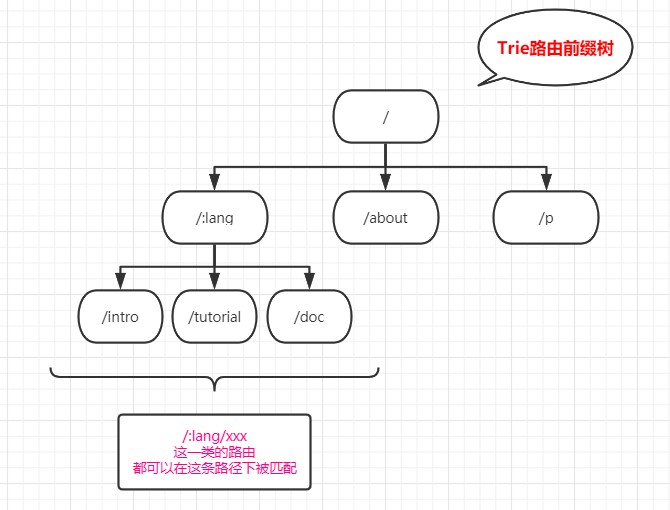 Trie路由前缀树
/
/:lang
/about
/p
/intro
/tutorial
/doc
/:lang/xxx
这一类的路由
都可以在这条路径下被匹配